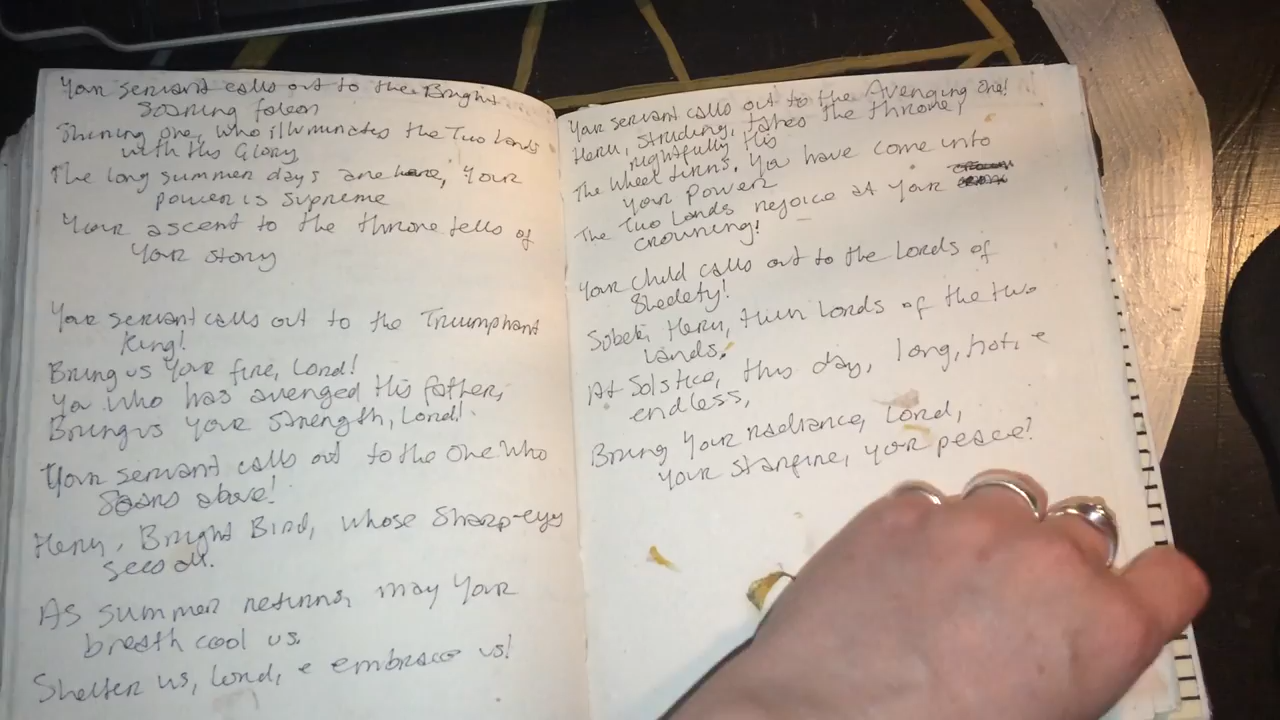 Your servant calls out to the Bright
Soaring falcon
Shining one, who illuminates the Two Lands
with His Glory
The long summer days are here, Your
power is Supreme
Your ascent to the throne tells of
Your story
Your servant calls out to the Triumphant
King!
Bring us Your fire, Lord!
You Who has avenged His father,
Bring us Your Strength, Lord!
Your servant calls out to the One Who
Soars above!
Heru, Bright Bird, whose Sharp-eye
sees all.
As summer returns, may Your
breath cool us.
Shelter us, Lord, e embrace us!
Your servant calls out to the Avenging One!
Heru, Striding, takes the throne,
rightfully His
The Wheel turns, You have come unto
Your Power
The Two Lands rejoice at Your
crowning!
Your Child calls out to the Lords of
Shedety!
Sobek, Heru, twin Lords of the two
Lands.
At Solstice, this day, long, hot, e
endless,
Bring Your radiance, Lord,
Your starfire, your peace!